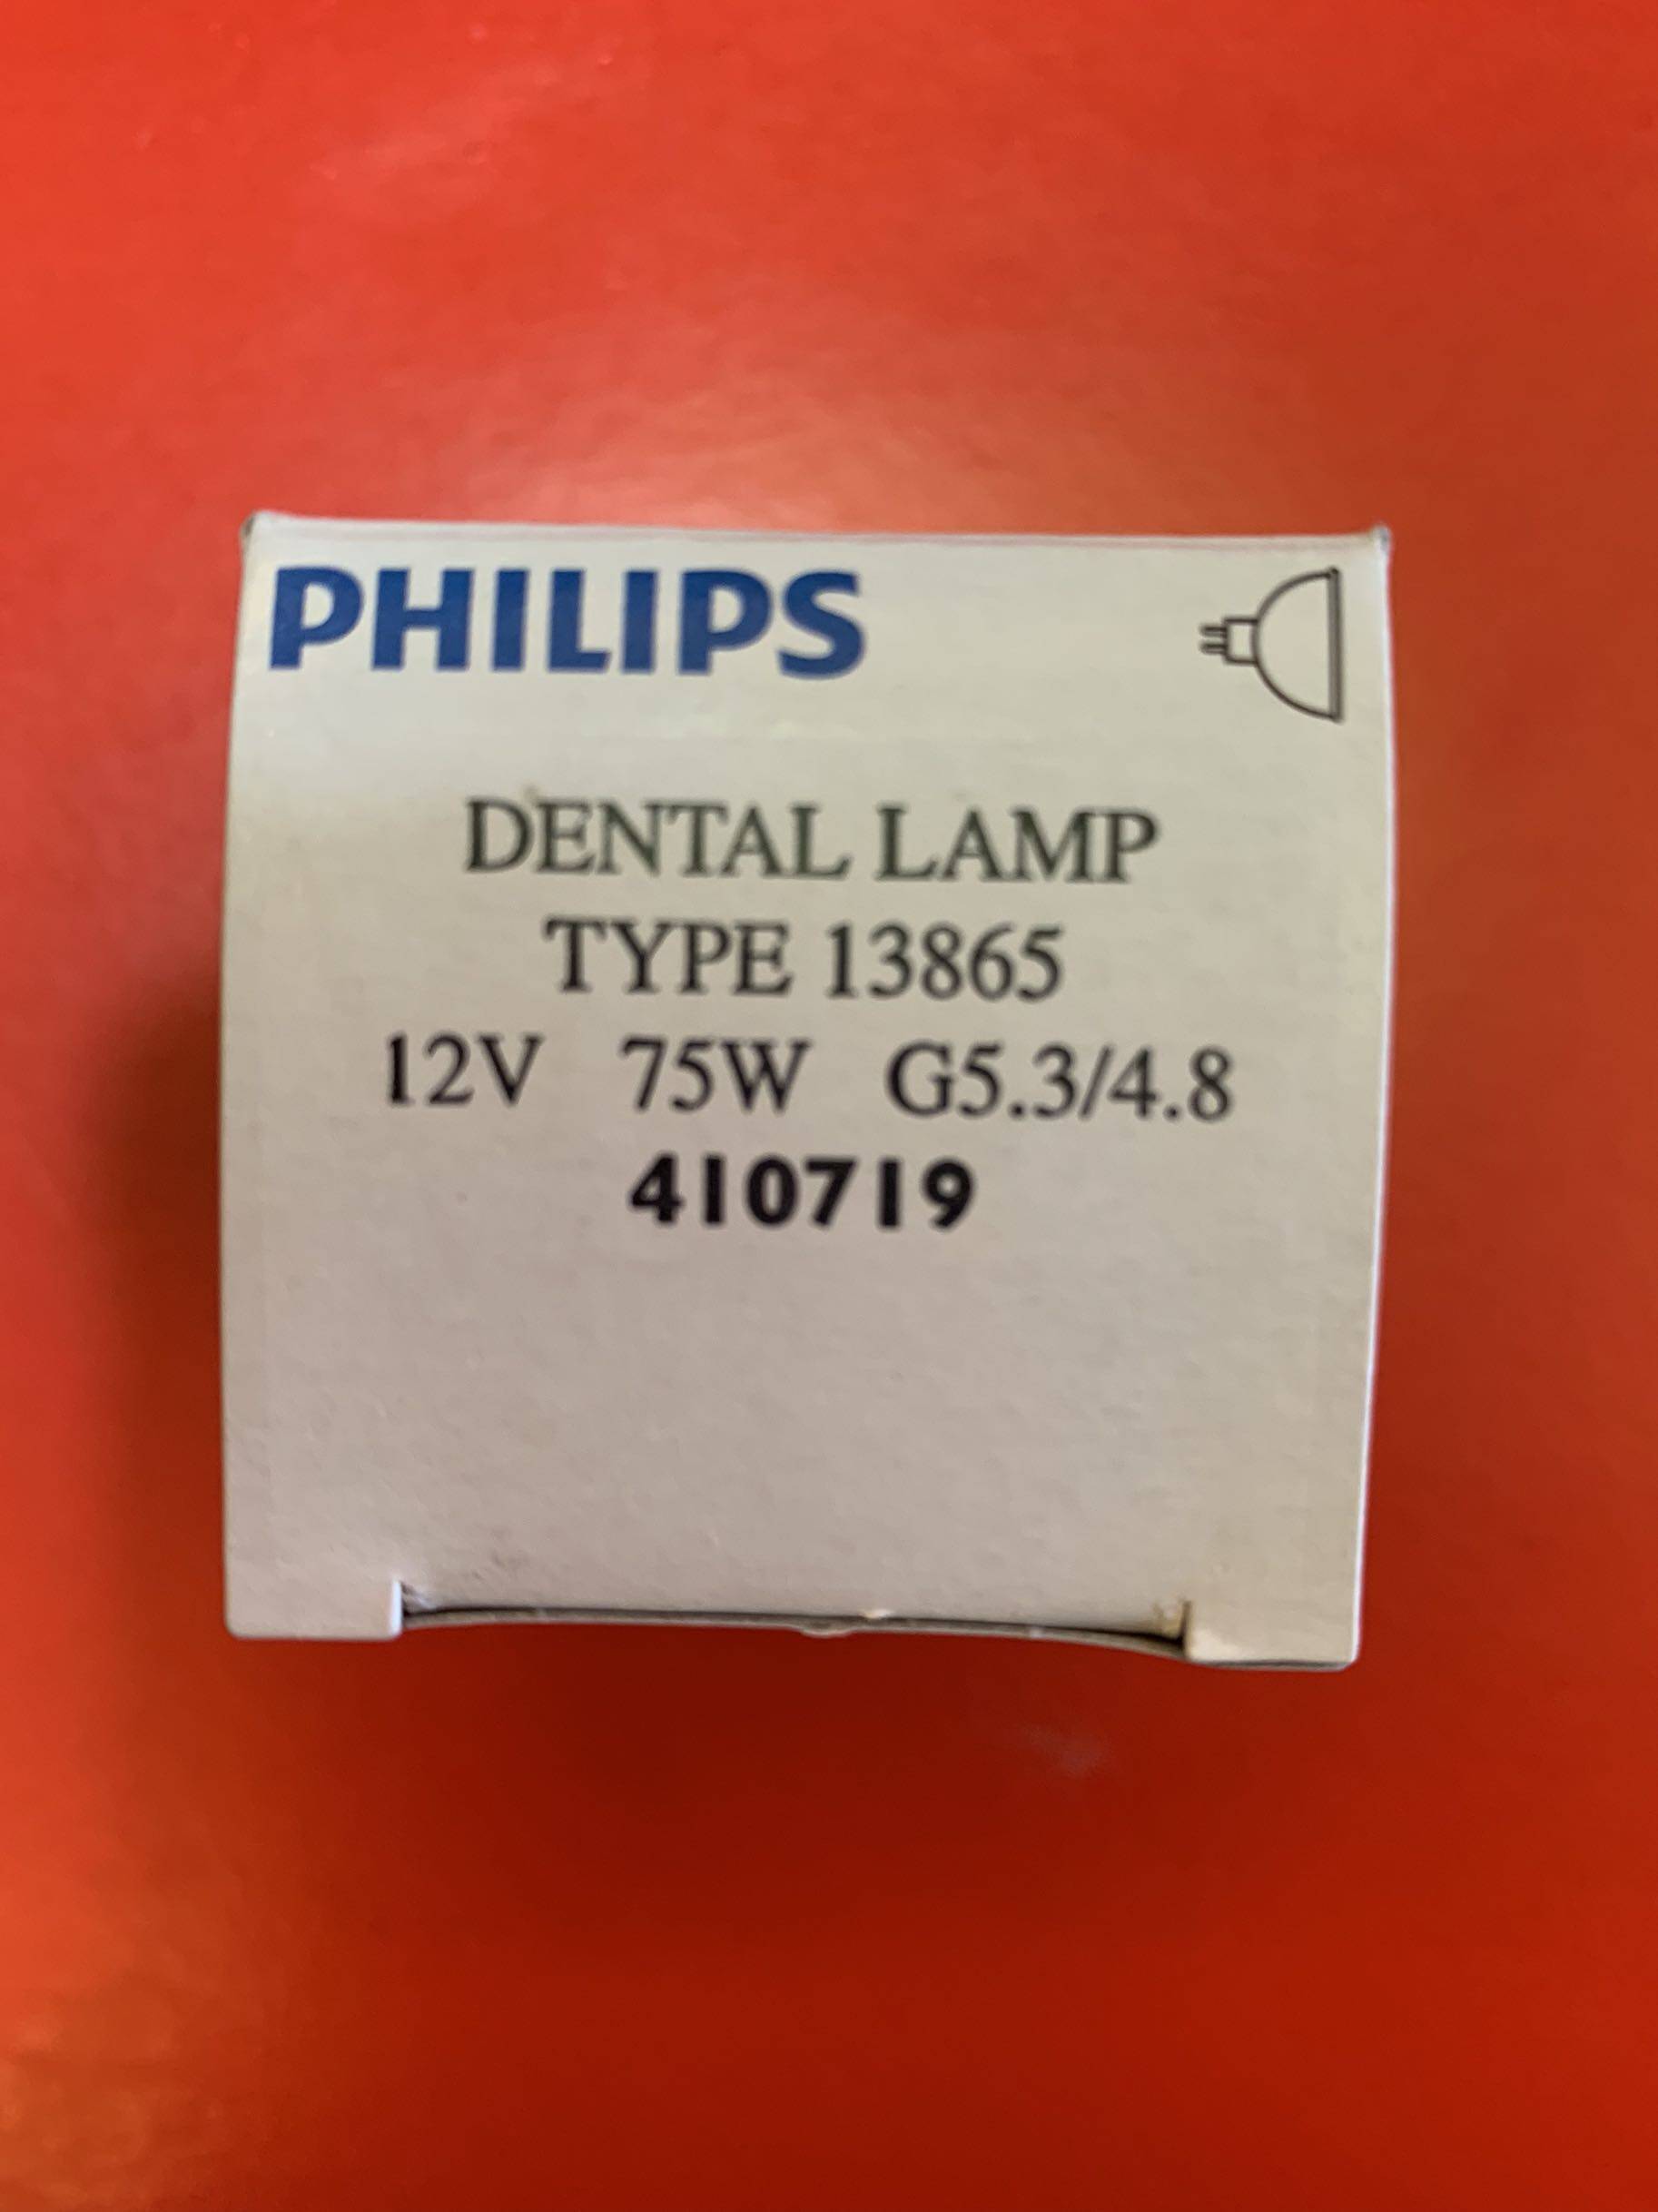 PHILIPS
DENTAL LAMP
TYPE 13865
12V 75W G5.3/4.8
410719